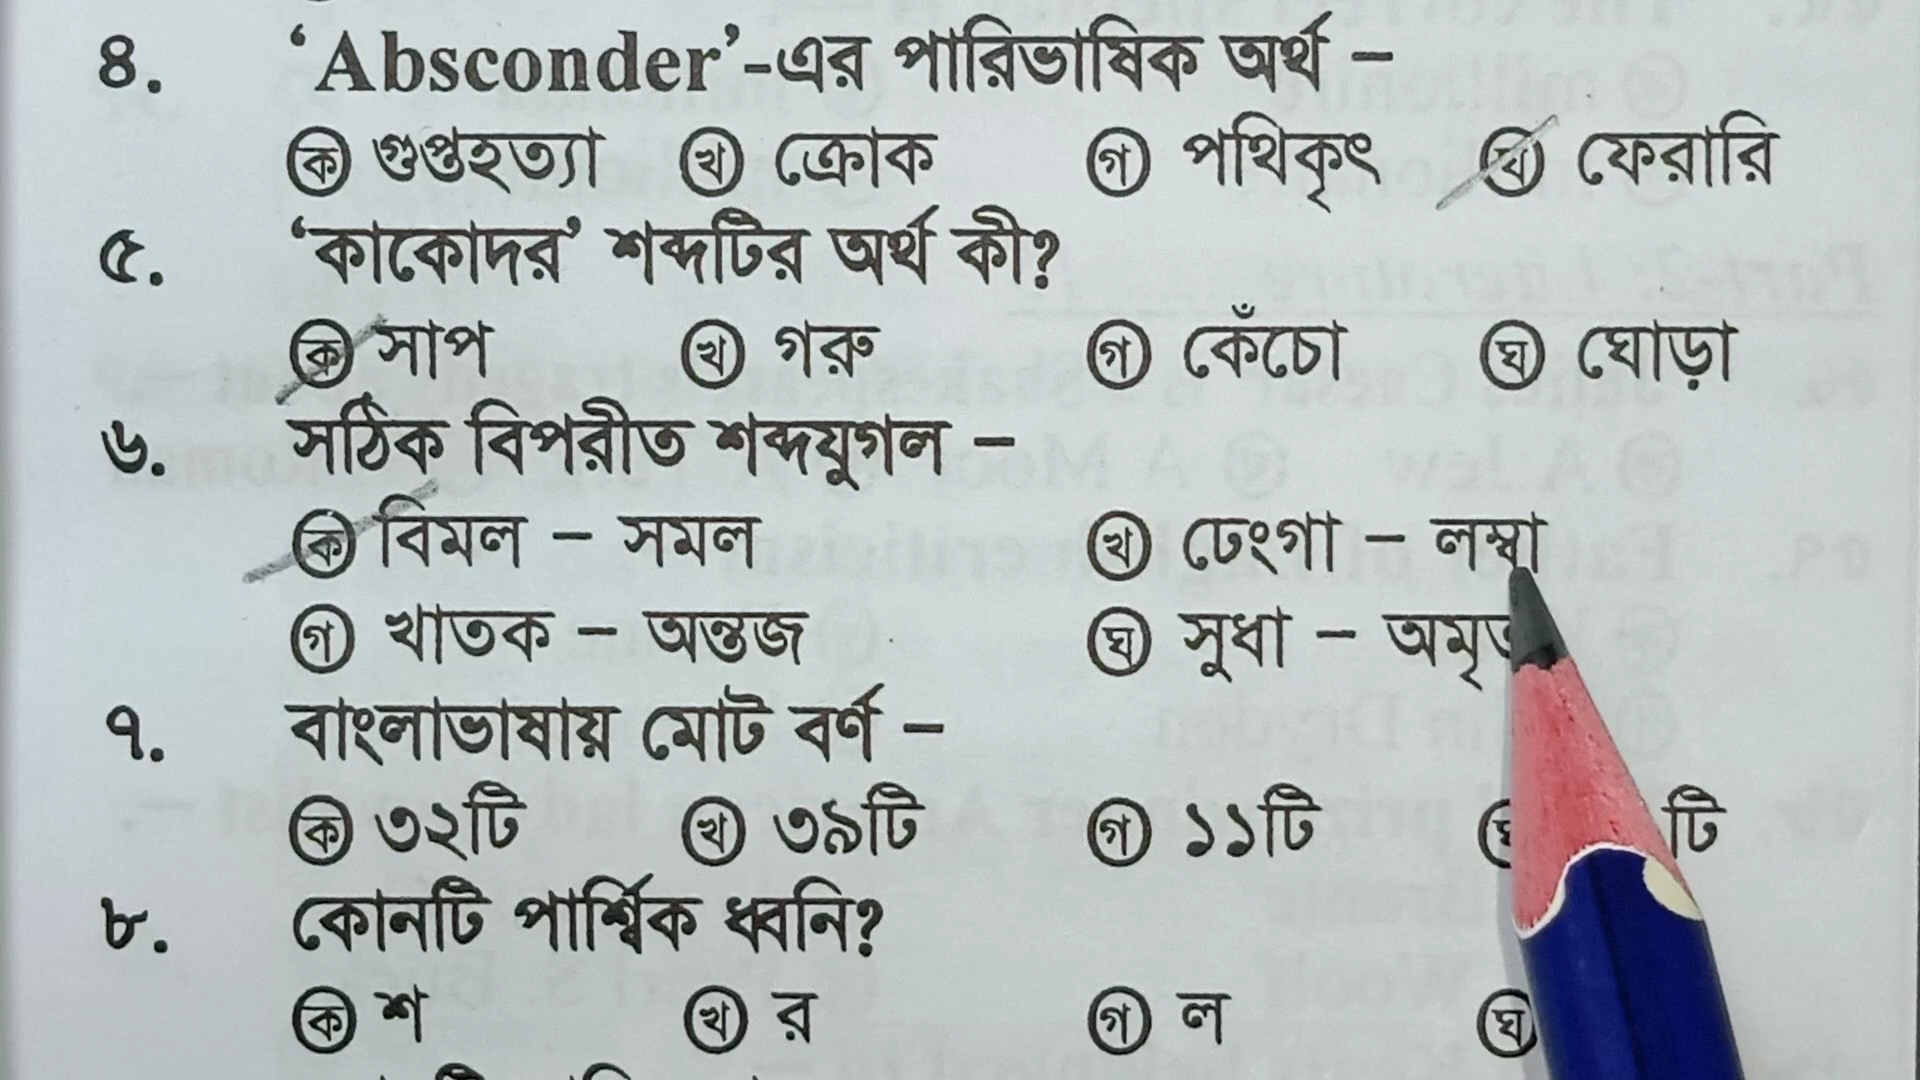 ৪. ‘Absconder’-এর পারিভাষিক অর্থ –
ক গুপ্তহত্যা খ ক্রোক গ পথিকৃৎ ঘ ফেরারি
৫. ‘কাকোদর’ শব্দটির অর্থ কী?
ক সাপ খ গরু গ কেঁচো ঘ ঘোড়া
৬. সঠিক বিপরীত শব্দযুগল –
ক বিমল – সমল খ ঢেংগা – লম্বা
গ খাতক – অন্তজ ঘ সুধা –
৭. বাংলাভাষায় মোট বর্ণ –
ক ৩২টি খ ৩৯টি গ ১১টি টি
৮. কোনটি পার্শ্বিক ধ্বনি?
ক শ খ র গ ল ঘ